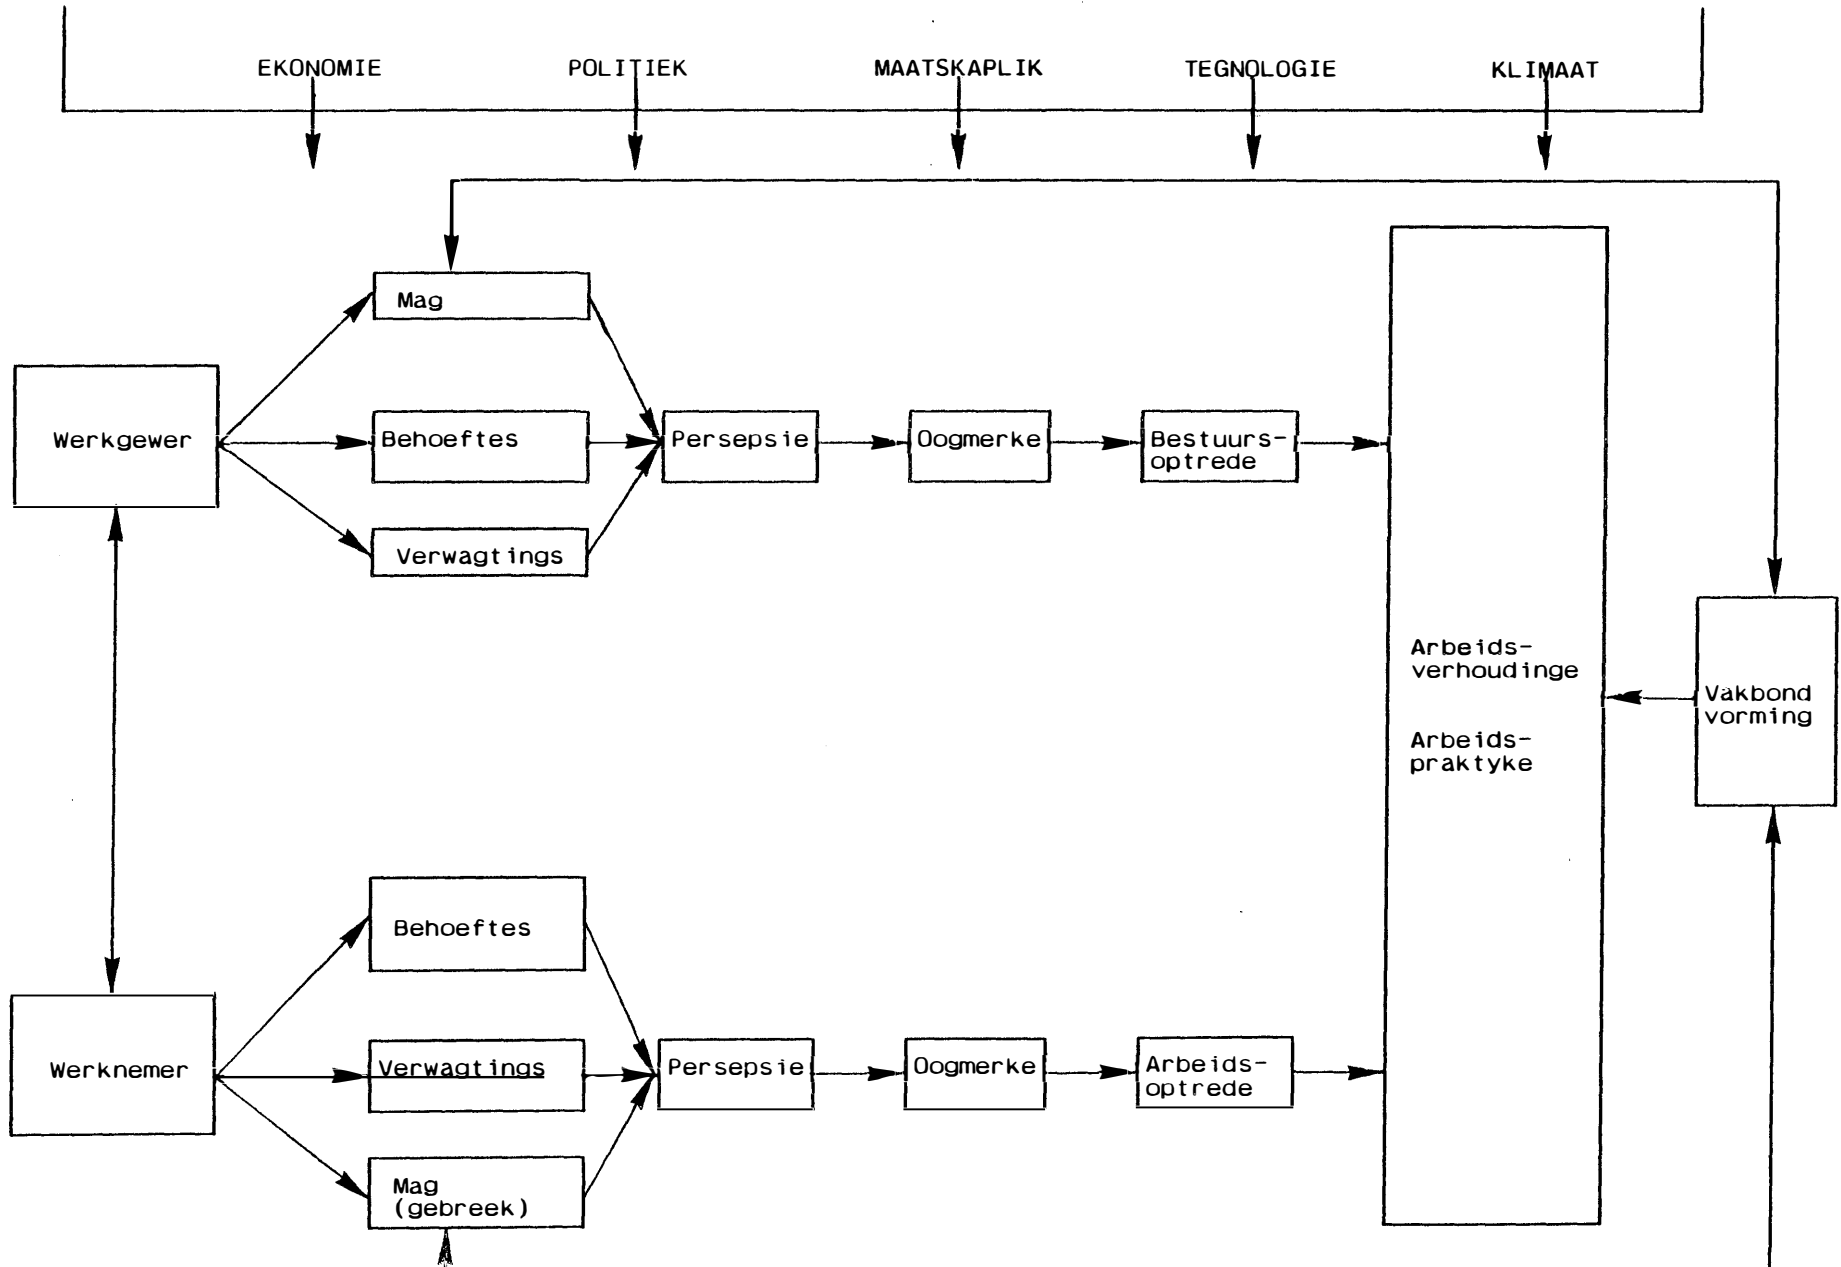 EKONOMIE POLITIEK MAATSKAPLIK TEGNOLOGIE KLIMAAT
Mag
Werkgewer
Behoeftes
Verwagtings
Persepsie
Oogmerke
Bestuurs-
optrede
Arbeids-
verhoudinge
Arbeids-
praktyke
Vakbond
vorming
Werknemer
Behoeftes
Verwagtings
Mag
(gebreek)
Persepsie
Oogmerke
Arbeids-
optrede